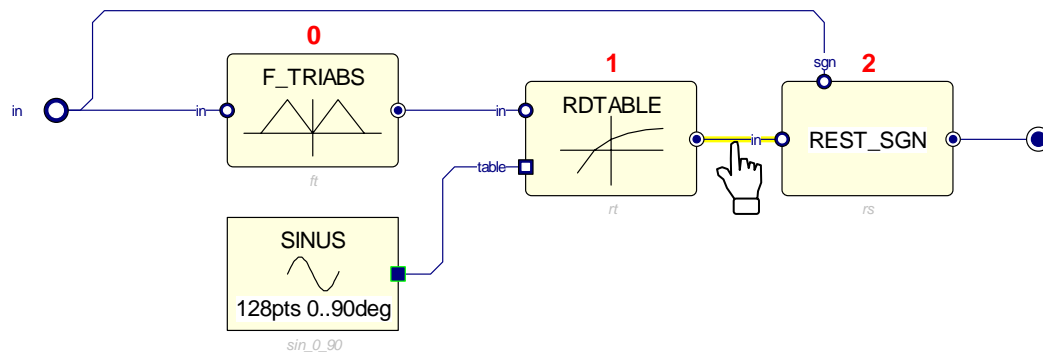 0
1
2
F_TRIABS
sgn
RDTABLE
in
in
in
in
REST_SGN
table
ft
rt
rs
SINUS
128pts 0..90deg
sin_0_90